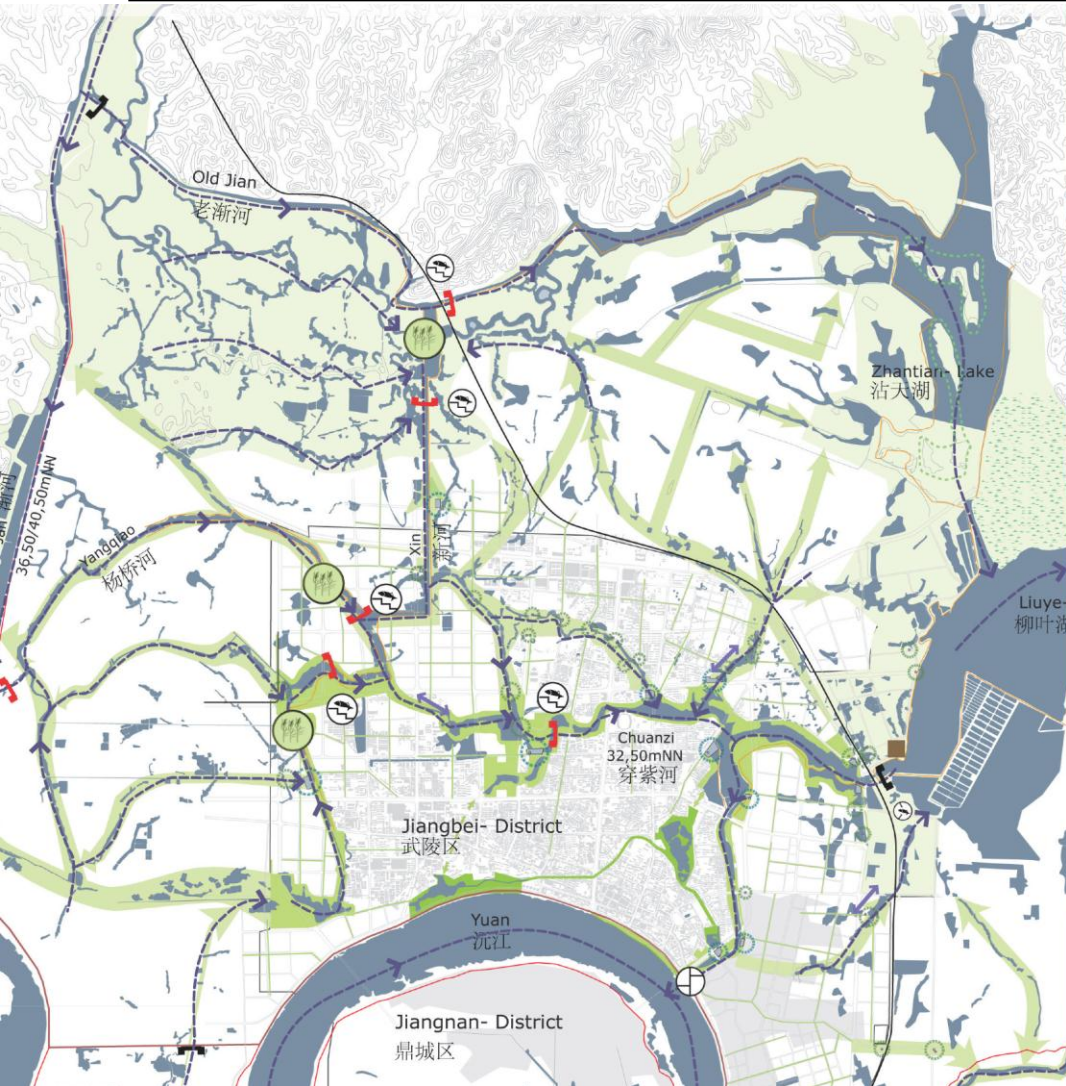 Old Jian
老渐河
Zhantian- Lake
沾天湖
渐河
36,50/40,50mNN
Yangqiao
杨桥河
Xin
新河
Liuye-
柳叶湖
Chuanzi
32,50mNN
穿紫河
Jiangbei- District
武陵区
Yuan
沅江
Jiangnan- District
鼎城区